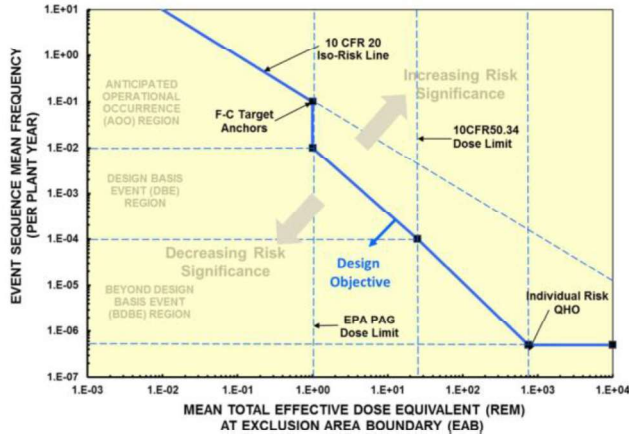 1.E+01
1.E+00
1.E-01
1.E-02
1.E-03
1.E-04
1.E-05
1.E-06
1.E-07
EVENT SEQUENCE MEAN FREQUENCY
(PER PLANT YEAR)
10 CFR 20
Iso-Risk Line
Increasing Risk
Significance
ANTICIPATED
OPERATIONAL
OCCURRENCE
(AOO) REGION
F-C Target
Anchors
10CFR50.34
Dose Limit
DESIGN BASIS
EVENT (DBE)
REGION
Decreasing Risk
Significance
Design
Objective
BEYOND DESIGN
BASIS EVENT
(BDBE) REGION
EPA PAG
Dose Limit
Individual Risk
QHO
1.E-03
1.E-02
1.E-01
1.E+00
1.E+01
1.E+02
1.E+03
1.E+04
MEAN TOTAL EFFECTIVE DOSE EQUIVALENT (REM)
AT EXCLUSION AREA BOUNDARY (EAB)